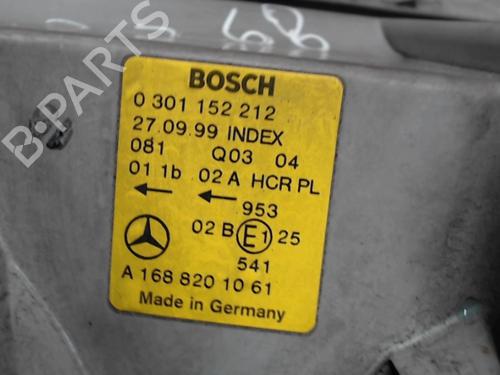 B-PARTS
BOSCH
0 301 152 212
27.09.99 INDEX
081 Q03 04
01 1b 02 A HCR PL
953
02 B E1 25
541
A 168 820 10 61
Made in Germany